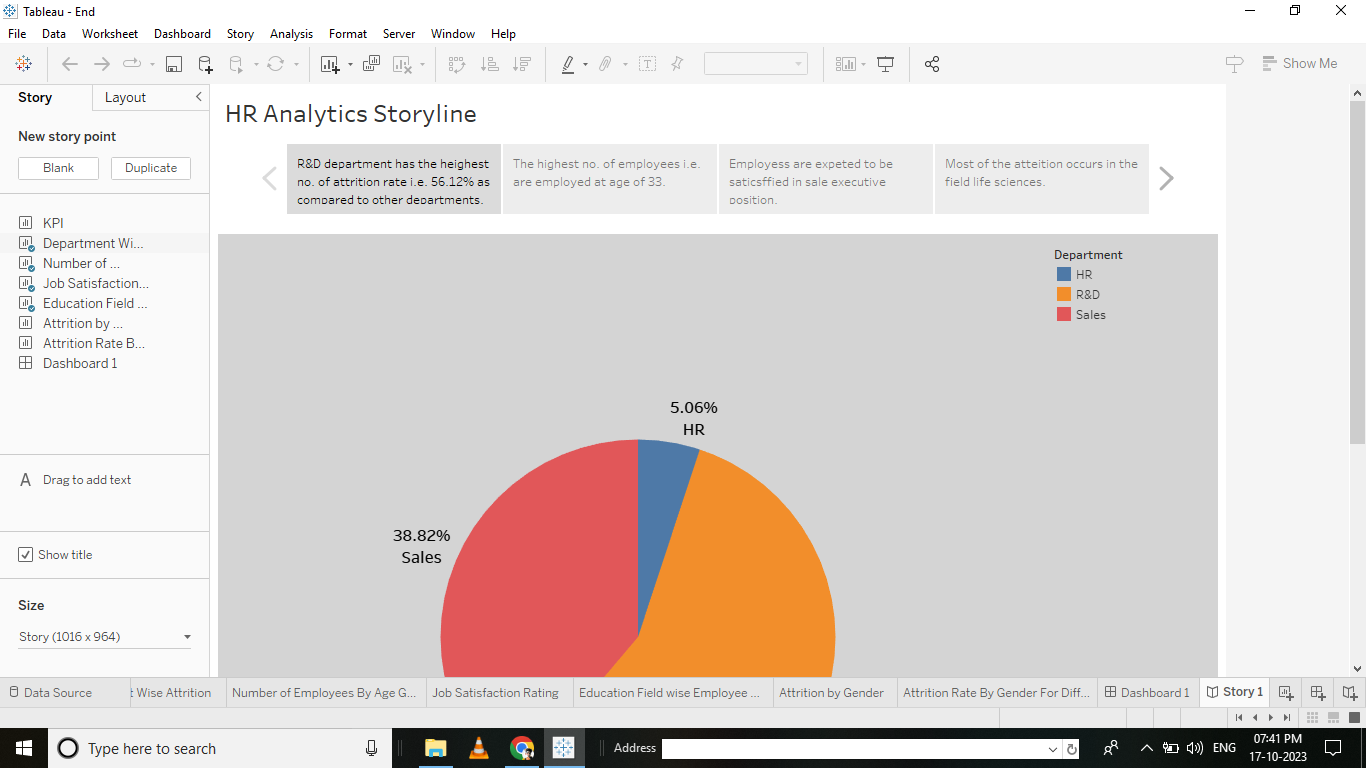 Tableau - End
File Data Worksheet Dashboard Story Analysis Format Server Window Help
Show Me
Story Layout
New story point
Blank Duplicate
KPI
Department Wi...
Number of ...
Job Satisfaction...
Education Field ...
Attrition by ...
Attrition Rate B...
Dashboard 1
A Drag to add text
Show title
Size
Story (1016 x 964)
HR Analytics Storyline
R&D department has the heighest
no. of attrition rate i.e. 56.12% as
compared to other departments.
The highest no. of employees i.e.
are employed at age of 33.
Employess are expeted to be
saticsffied in sale executive
position.
Most of the atteition occurs in the
field life sciences.
Department
HR
R&D
Sales
5.06%
HR
38.82%
Sales
Data Source t Wise Attrition Number of Employees By Age G... Job Satisfaction Rating Education Field wise Employee ... Attrition by Gender Attrition Rate By Gender For Diff... Dashboard 1 Story 1
Type here to search
Address
ENG
07:41 PM
17-10-2023